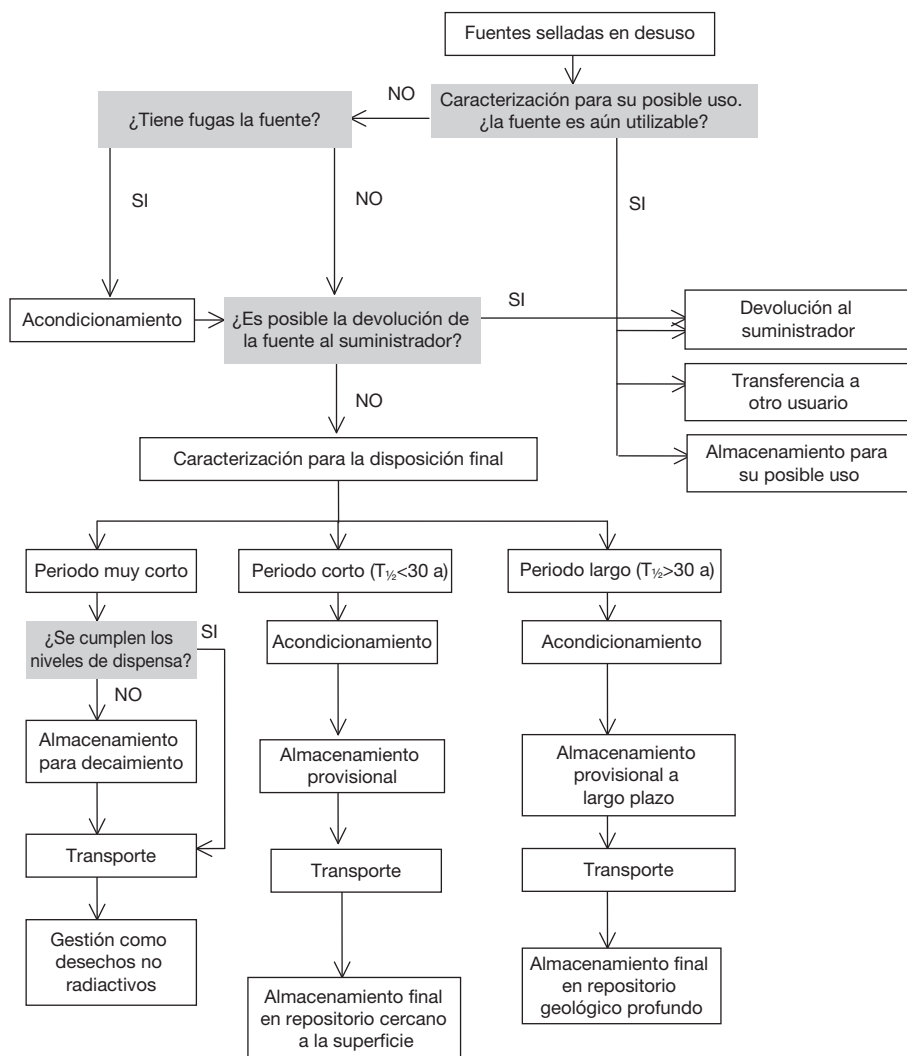 Fuentes selladas en desuso
Caracterización para su posible uso.
¿la fuente es aún utilizable?
NO
¿Tiene fugas la fuente?
SI
NO
SI
Acondicionamiento
¿Es posible la devolución de
la fuente al suministrador?
SI
Devolución al
suministrador
Transferencia a
otro usuario
Almacenamiento para
su posible uso
NO
Caracterización para la disposición final
Periodo muy corto
Periodo corto (T½<30 a)
Periodo largo (T½>30 a)
¿Se cumplen los
niveles de dispensa?
SI
NO
Acondicionamiento
Acondicionamiento
Almacenamiento
para decaimiento
Almacenamiento
provisional
Almacenamiento
provisional a
largo plazo
Transporte
Transporte
Transporte
Gestión como
desechos no
radiactivos
Almacenamiento final
en repositorio cercano
a la superficie
Almacenamiento final
en repositorio
geológico profundo